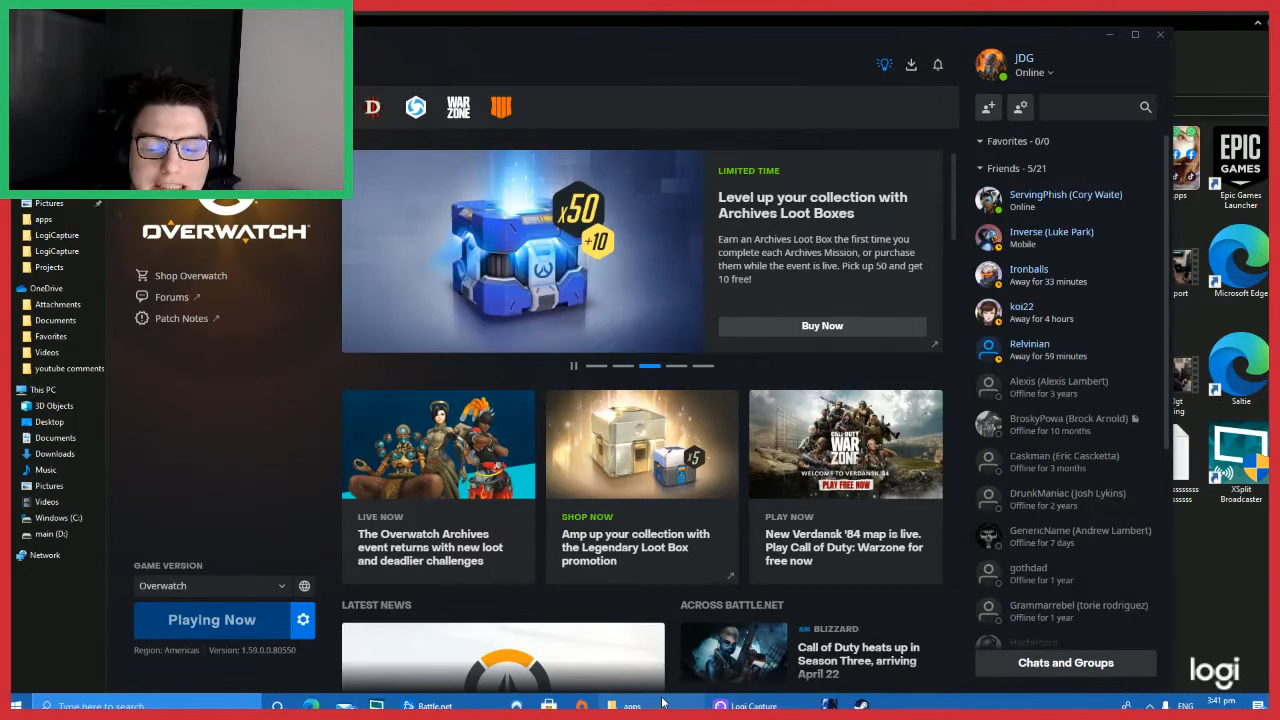 JDG
Online
WAR
ZONE
Favorites - 0/0
Friends - 5/21
ServingPhish (Cory Waite)
Online
Inverse (Luke Park)
Mobile
Ironballs
Away for 33 minutes
koi22
Away for 4 hours
Relvinian
Away for 59 minutes
Alexis (Alexis Lambert)
Offline for 3 years
BroskyPowa (Brock Arnold)
Offline for 10 months
Caskman (Eric Cascketta)
Offline for 3 months
DrunkManiac (Josh Lykins)
Offline for 2 years
GenericName (Andrew Lambert)
Offline for 7 days
gothdad
Offline for 1 year
Grammarrebel (torie rodriguez)
Offline for 1 year
Chats and Groups
x50
+10
LIMITED TIME
Level up your collection with
Archives Loot Boxes
Earn an Archives Loot Box the first time you
complete each Archives Mission, or purchase
them while the event is live. Pick up 50 and get
10 free!
Buy Now
Pictures
apps
LogiCapture
LogiCapture
Projects
OneDrive
Attachments
Documents
Favorites
Videos
youtube comments
This PC
3D Objects
Desktop
Documents
Downloads
Music
Pictures
Videos
Windows (C:)
main (D:)
Network
OVERWATCH
Shop Overwatch
Forums
Patch Notes
GAME VERSION
Overwatch
Playing Now
Region: Americas
Version: 1.59.0.0.80550
LIVE NOW
The Overwatch Archives
event returns with new loot
and deadlier challenges
x5
SHOP NOW
Amp up your collection with
the Legendary Loot Box
promotion
CALL OF DUTY
WAR
ZONE
WELCOME TO VERDANSK '84
PLAY FREE NOW
PLAY NOW
New Verdansk '84 map is live.
Play Call of Duty: Warzone for
free now
LATEST NEWS
ACROSS BATTLE.NET
BLIZZARD
Call of Duty heats up in
Season Three, arriving
April 22
EPIC
GAMES
Epic Games
Launcher
Microsoft Edge
Saltie
XSplit
Broadcaster
logi
Type here to search
Battle.net
apps
Logi Capture
ENG
3:41 pm